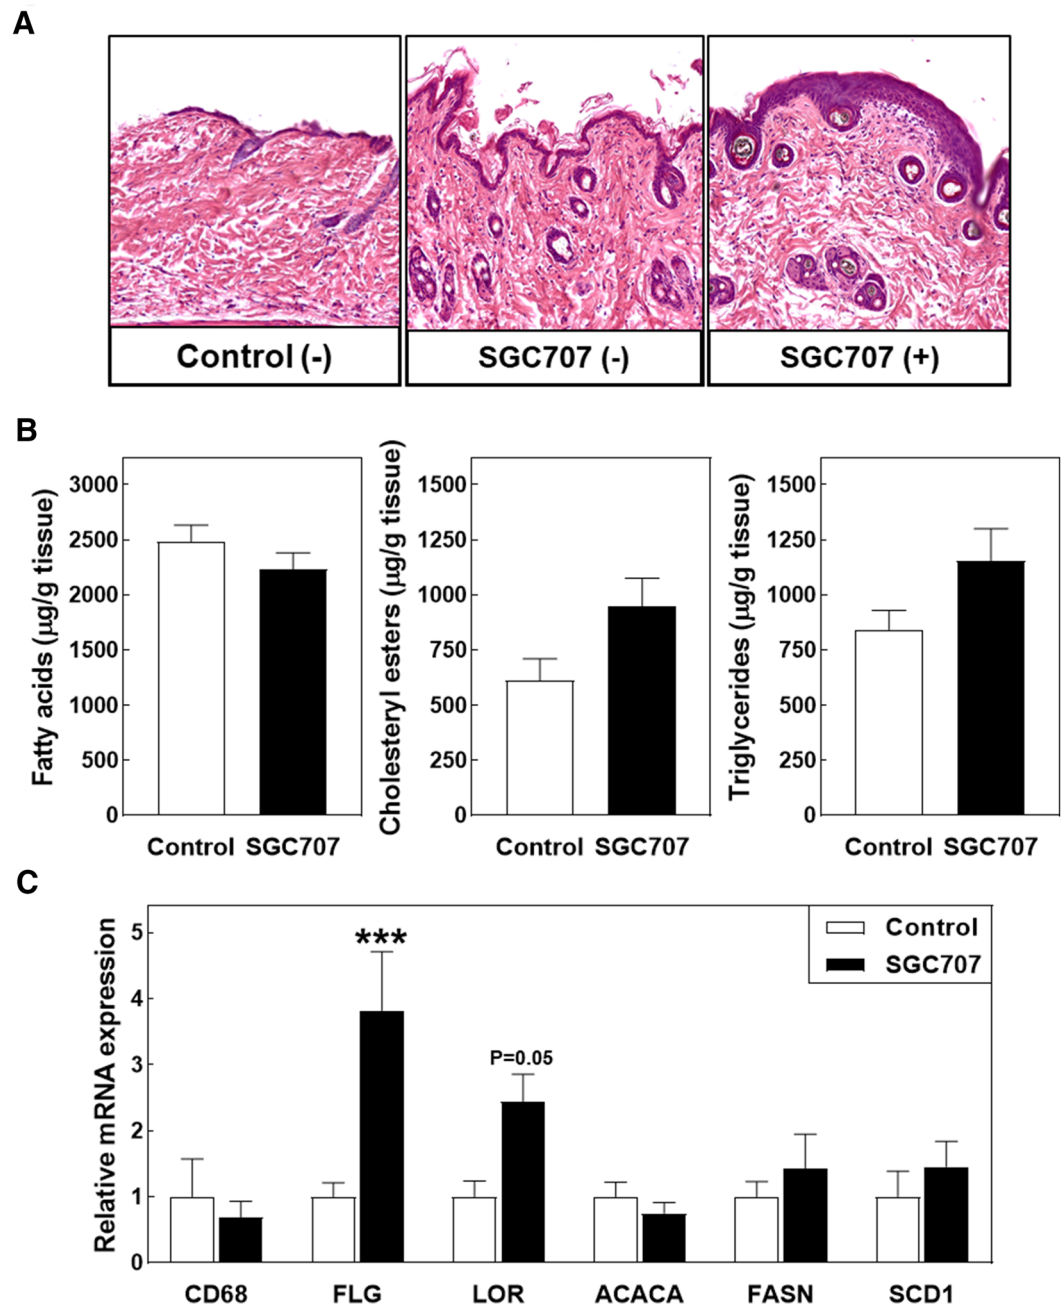 A
Control (-)
SGC707 (-)
SGC707 (+)
B
Fatty acids (µg/g tissue)
3000
2500
2000
1500
1000
500
0
Control SGC707
Cholesteryl esters (µg/g tissue)
1500
1250
1000
750
500
250
0
Control SGC707
Triglycerides (µg/g tissue)
1500
1250
1000
750
500
250
0
Control SGC707
C
Relative mRNA expression
5
4
3
2
1
0
***
P=0.05
Control
SGC707
CD68 FLG LOR ACACA FASN SCD1